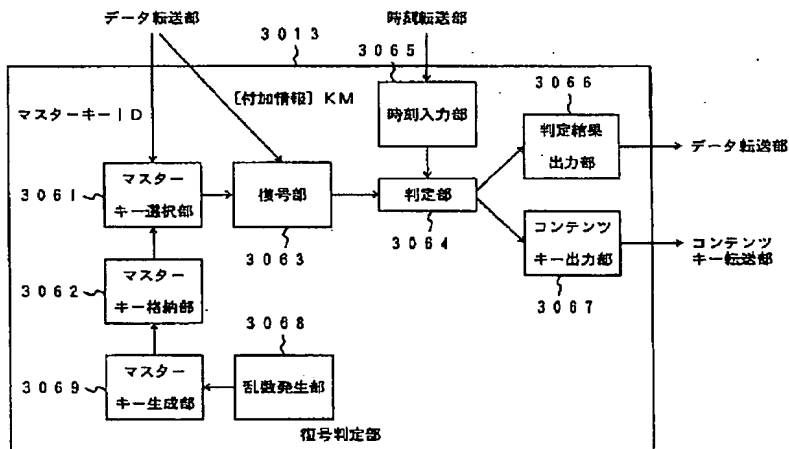 データ転送部
時刻転送部
3013
3065
3066
[付加情報] KM
マスターキーID
時刻入力部
判定結果
出力部
データ転送部
3061
マスター
キー選択部
復号部
判定部
3063
3064
コンテンツ
キー出力部
コンテンツ
キー転送部
3062
マスター
キー格納部
3067
3068
3069
マスター
キー生成部
乱数発生部
復号判定部